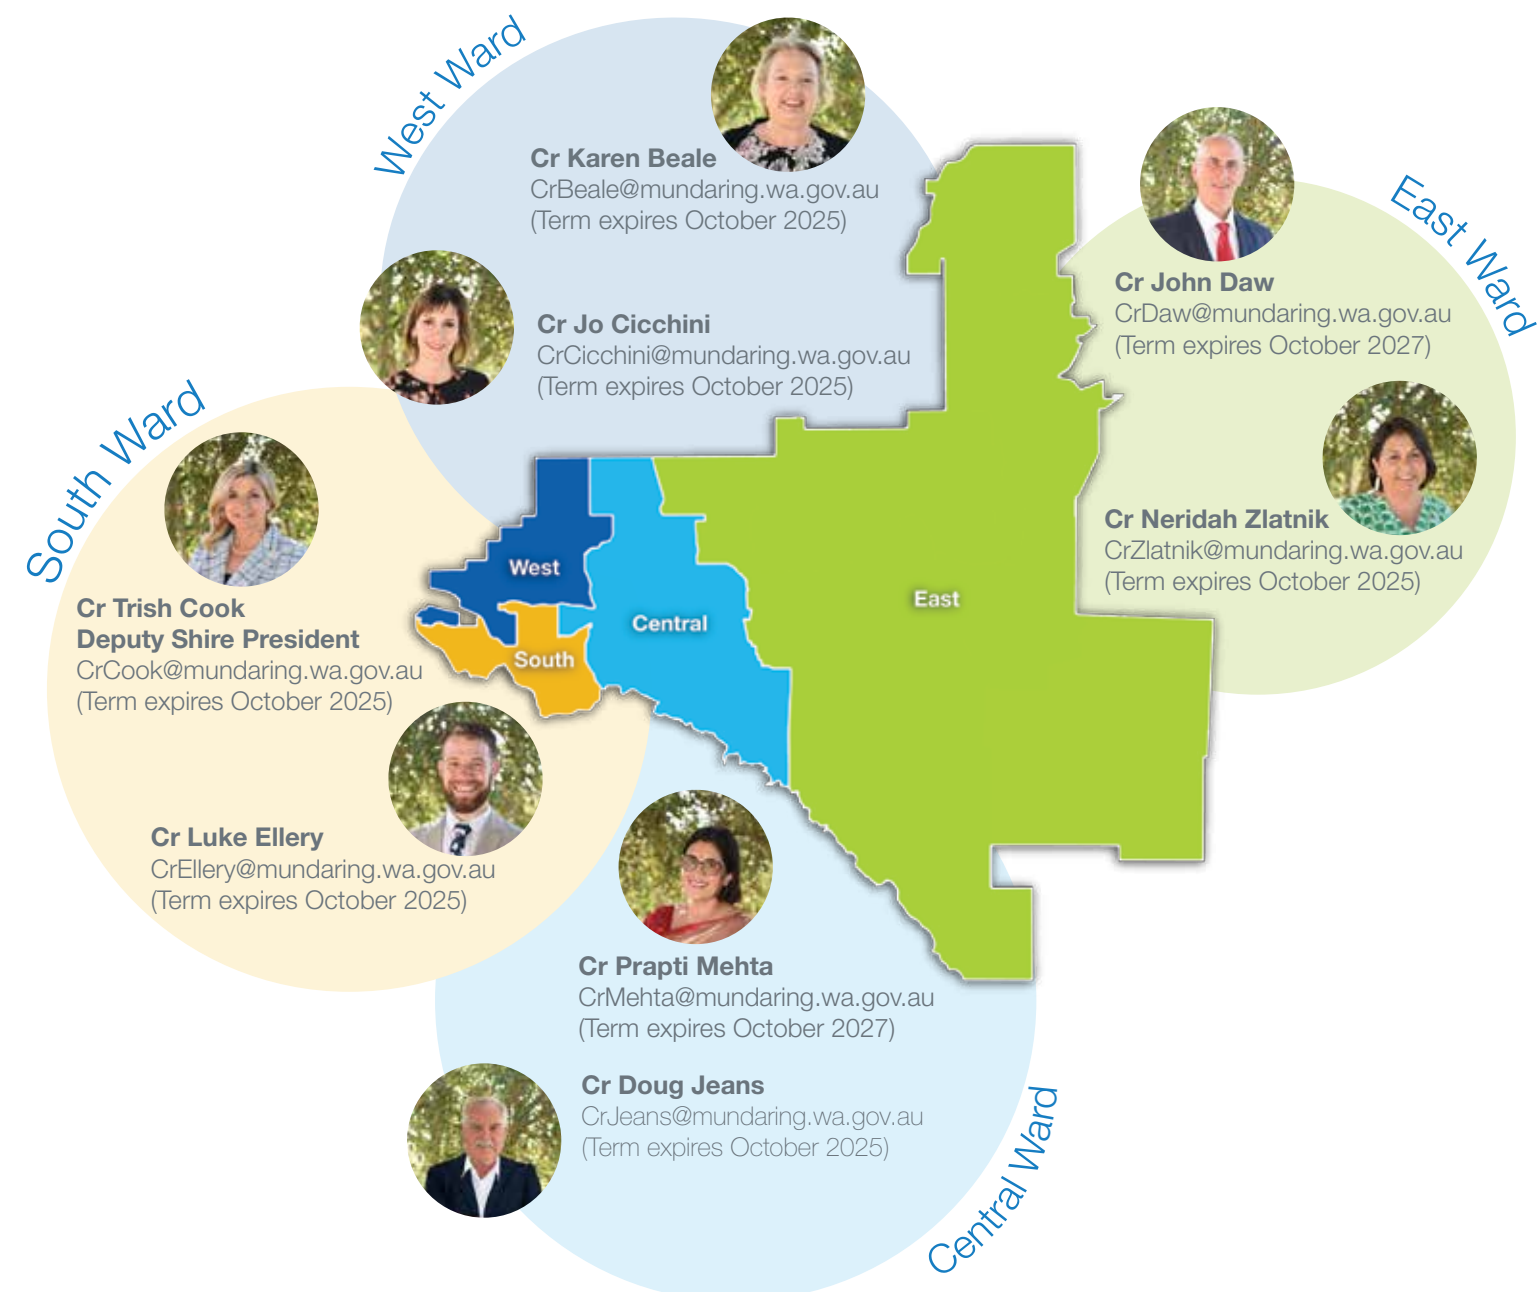 West Ward
Cr Karen Beale
CrBeale@mundaring.wa.gov.au
(Term expires October 2025)
Cr Jo Cicchini
CrCicchini@mundaring.wa.gov.au
(Term expires October 2025)
East Ward
Cr John Daw
CrDaw@mundaring.wa.gov.au
(Term expires October 2027)
Cr Neridah Zlatnik
CrZlatnik@mundaring.wa.gov.au
(Term expires October 2025)
South Ward
Cr Trish Cook
Deputy Shire President
CrCook@mundaring.wa.gov.au
(Term expires October 2025)
Cr Luke Ellery
CrEllery@mundaring.wa.gov.au
(Term expires October 2025)
West
South
Central
East
Cr Prapti Mehta
CrMehta@mundaring.wa.gov.au
(Term expires October 2027)
Cr Doug Jeans
CrJeans@mundaring.wa.gov.au
(Term expires October 2025)
Central Ward